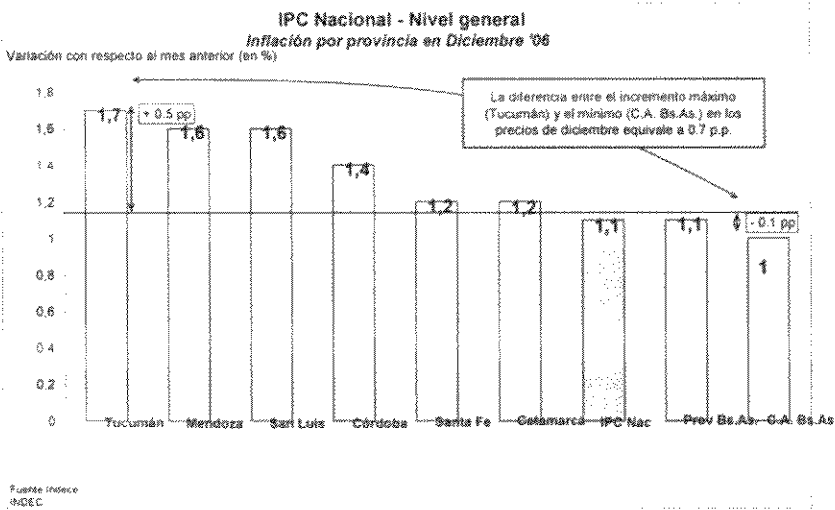 IPC Nacional - Nivel general
Inflación por provincia en Diciembre '06
Variación con respecto al mes anterior (en %)
La diferencia entre el incremento máximo
(Tucumán) y el mínimo (C.A. Bs.As.) en los
precios de diciembre equivale a 0.7 p.p.
1,8
1,6
1,4
1,2
1
0,8
0,6
0,4
0,2
0
1,7
+ 0.5 pp
1,6
1,6
1,4
1,2
1,2
1,1
1,1
- 0.1 pp
1
Tucumán
Mendoza
San Luis
Córdoba
Santa Fe
Catamarca
IPC Nac
Prov Bs.As.
C.A. Bs.As
Fuente
INDEC